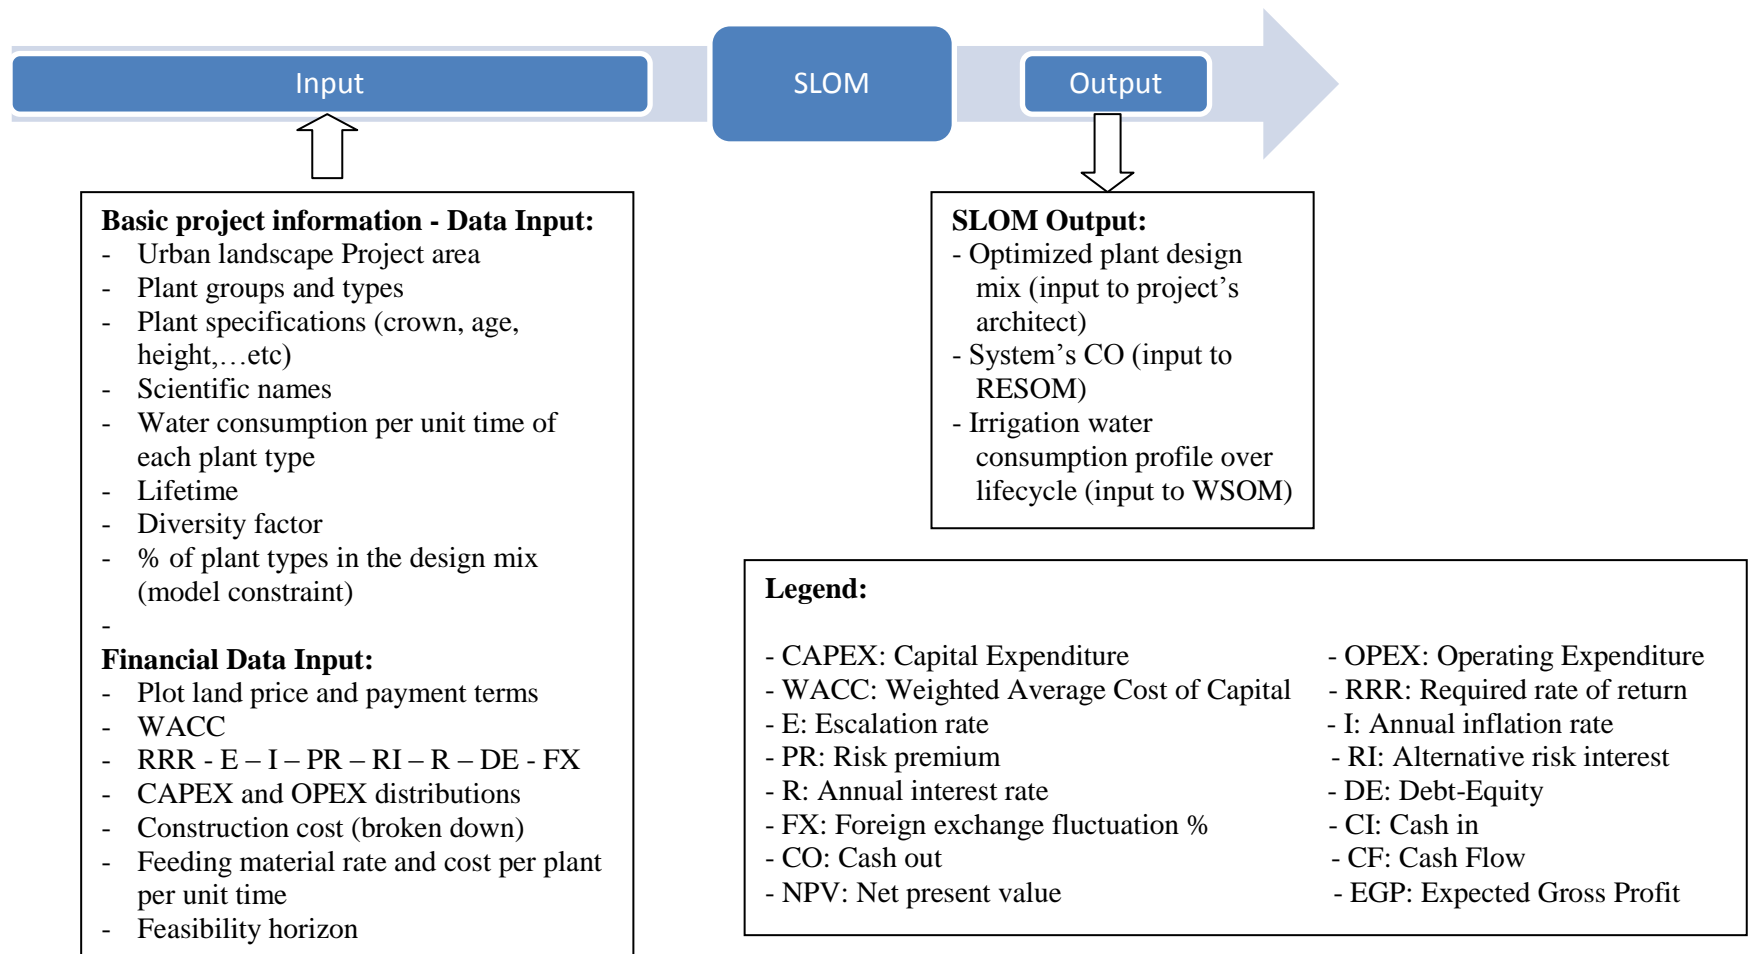 Input
SLOM
Output
Basic project information - Data Input:
- Urban landscape Project area
- Plant groups and types
- Plant specifications (crown, age,
height,…etc)
- Scientific names
- Water consumption per unit time of
each plant type
- Lifetime
- Diversity factor
- % of plant types in the design mix
(model constraint)
-
Financial Data Input:
- Plot land price and payment terms
- WACC
- RRR - E – I – PR – RI – R – DE - FX
- CAPEX and OPEX distributions
- Construction cost (broken down)
- Feeding material rate and cost per plant
per unit time
- Feasibility horizon
SLOM Output:
- Optimized plant design
mix (input to project’s
architect)
- System’s CO (input to
RESOM)
- Irrigation water
consumption profile over
lifecycle (input to WSOM)
Legend:
- CAPEX: Capital Expenditure - OPEX: Operating Expenditure
- WACC: Weighted Average Cost of Capital - RRR: Required rate of return
- E: Escalation rate - I: Annual inflation rate
- PR: Risk premium - RI: Alternative risk interest
- R: Annual interest rate - DE: Debt-Equity
- FX: Foreign exchange fluctuation % - CI: Cash in
- CO: Cash out - CF: Cash Flow
- NPV: Net present value - EGP: Expected Gross Profit